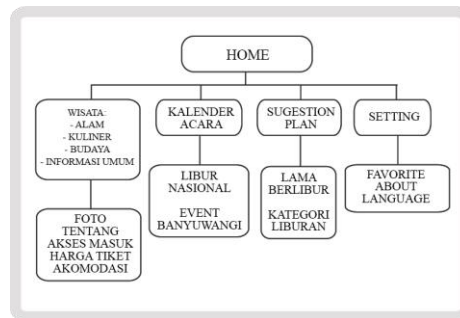 HOME
WISATA:
- ALAM
- KULINER
- BUDAYA
- INFORMASI UMUM
KALENDER
ACARA
SUGESTION
PLAN
SETTING
FOTO
TENTANG
AKSES MASUK
HARGA TIKET
AKOMODASI
LIBUR
NASIONAL
EVENT
BANYUWANGI
LAMA
BERLIBUR
KATEGORI
LIBURAN
FAVORITE
ABOUT
LANGUAGE